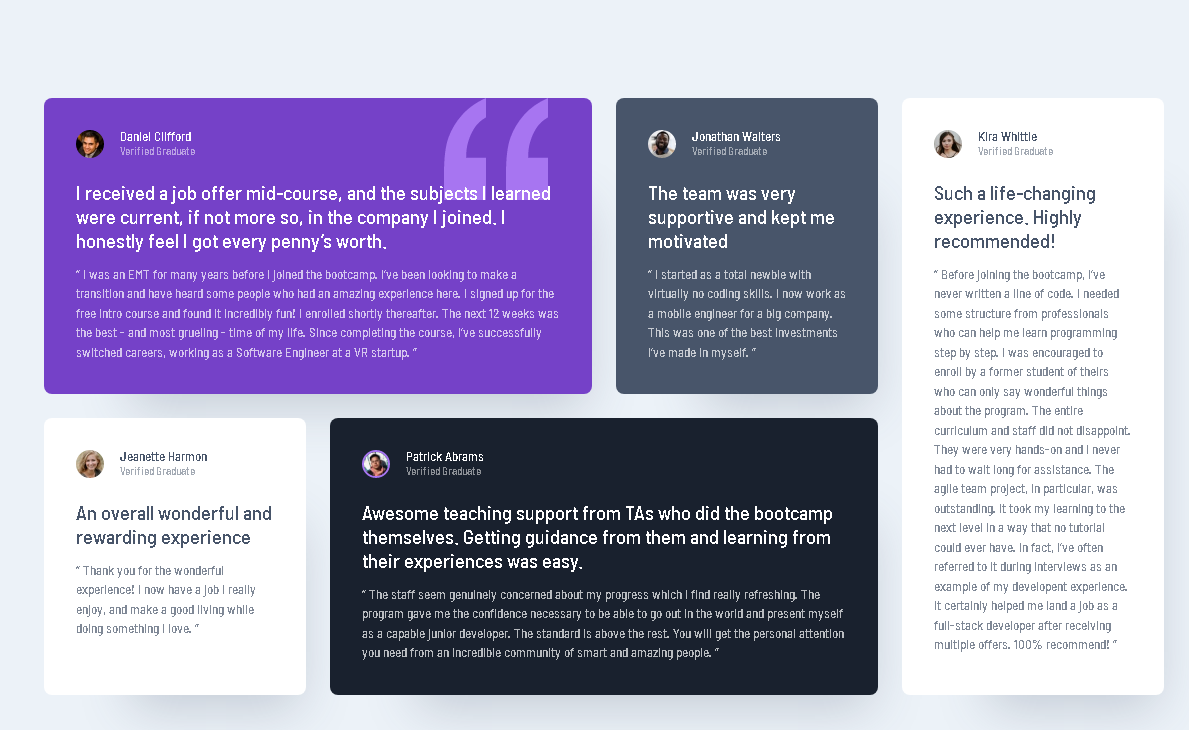 Daniel Clifford
Verified Graduate
I received a job offer mid-course, and the subjects I learned
were current, if not more so, in the company I joined. I
honestly feel I got every penny’s worth.
“ I was an EMT for many years before I joined the bootcamp. I’ve been looking to make a
transition and have heard some people who had an amazing experience here. I signed up for the
free intro course and found it incredibly fun! I enrolled shortly thereafter. The next 12 weeks was
the best - and most grueling - time of my life. Since completing the course, I’ve successfully
switched careers, working as a Software Engineer at a VR startup. ”
Jonathan Walters
Verified Graduate
The team was very
supportive and kept me
motivated
“ I started as a total newbie with
virtually no coding skills. I now work as
a mobile engineer for a big company.
This was one of the best investments
I’ve made in myself. ”
Kira Whittle
Verified Graduate
Such a life-changing
experience. Highly
recommended!
“ Before joining the bootcamp, I’ve
never written a line of code. I needed
some structure from professionals
who can help me learn programming
step by step. I was encouraged to
enroll by a former student of theirs
who can only say wonderful things
about the program. The entire
curriculum and staff did not disappoint.
They were very hands-on and I never
had to wait long for assistance. The
agile team project, in particular, was
outstanding. It took my learning to the
next level in a way that no tutorial
could ever have. In fact, I’ve often
referred to it during interviews as an
example of my developent experience.
It certainly helped me land a job as a
full-stack developer after receiving
multiple offers. 100% recommend! ”
Jeanette Harmon
Verified Graduate
An overall wonderful and
rewarding experience
“ Thank you for the wonderful
experience! I now have a job I really
enjoy, and make a good living while
doing something I love. ”
Patrick Abrams
Verified Graduate
Awesome teaching support from TAs who did the bootcamp
themselves. Getting guidance from them and learning from
their experiences was easy.
“ The staff seem genuinely concerned about my progress which I find really refreshing. The
program gave me the confidence necessary to be able to go out in the world and present myself
as a capable junior developer. The standard is above the rest. You will get the personal attention
you need from an incredible community of smart and amazing people. ”